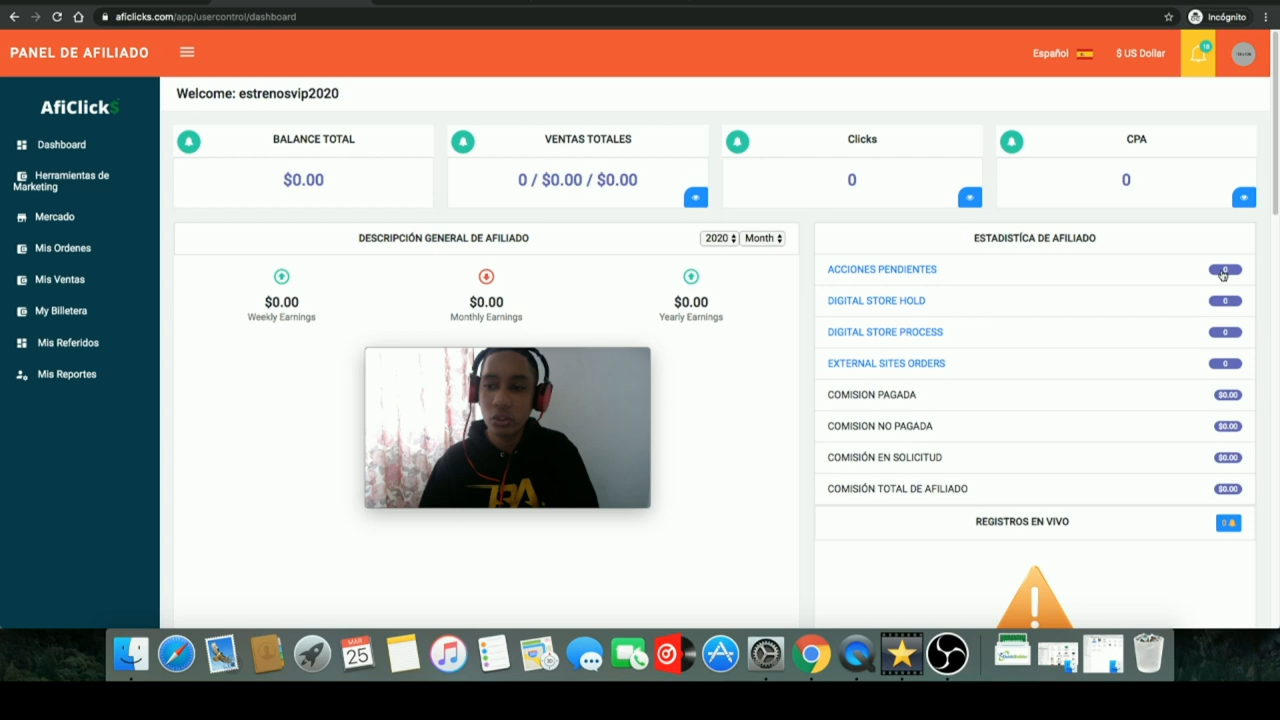 aficlicks.com/app/usercontrol/dashboard
Incógnito
PANEL DE AFILIADO
Español
$ US Dollar
18
AfiClick$
Dashboard
Herramientas de
Marketing
Mercado
Mis Ordenes
Mis Ventas
My Billetera
Mis Referidos
Mis Reportes
Welcome: estrenosvip2020
BALANCE TOTAL
$0.00
VENTAS TOTALES
0 / $0.00 / $0.00
Clicks
0
CPA
0
DESCRIPCIÓN GENERAL DE AFILIADO
2020
Month
$0.00
Weekly Earnings
$0.00
Monthly Earnings
$0.00
Yearly Earnings
ESTADISTÍCA DE AFILIADO
ACCIONES PENDIENTES
0
DIGITAL STORE HOLD
0
DIGITAL STORE PROCESS
0
EXTERNAL SITES ORDERS
0
COMISION PAGADA
$0.00
COMISION NO PAGADA
$0.00
COMISIÓN EN SOLICITUD
$0.00
COMISIÓN TOTAL DE AFILIADO
$0.00
REGISTROS EN VIVO
0
MAR
25